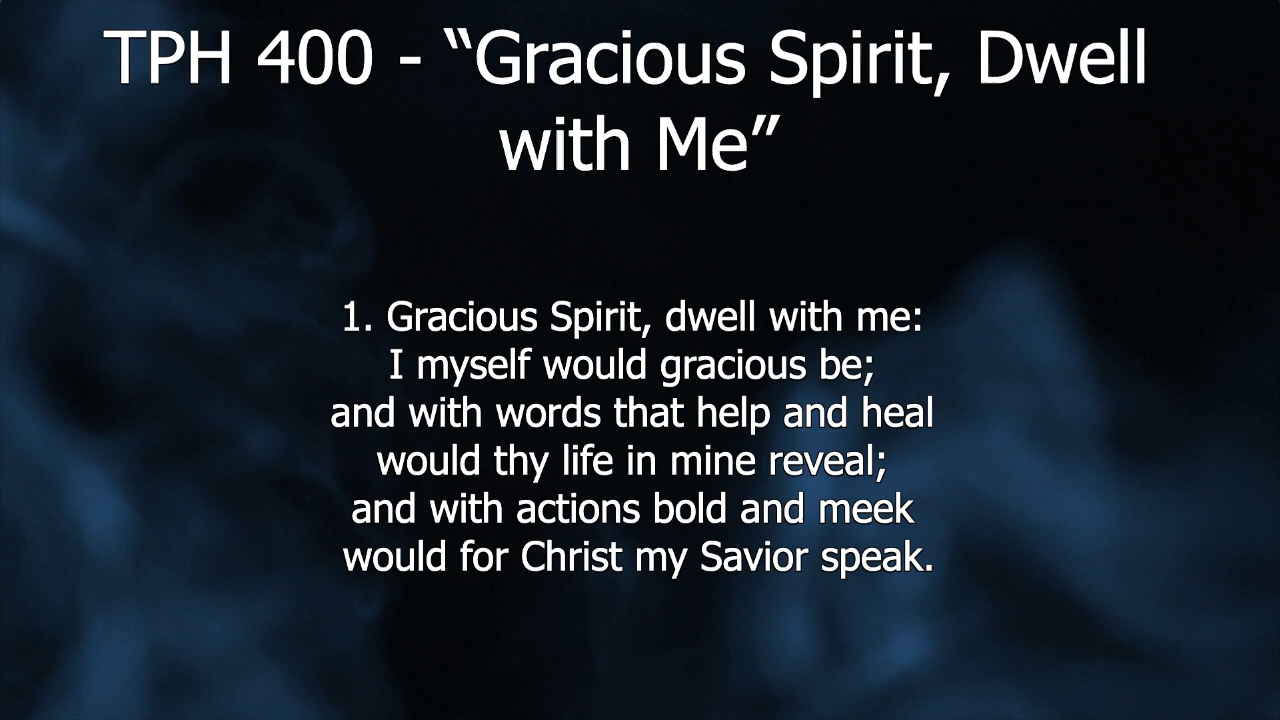 TPH 400 - “Gracious Spirit, Dwell
with Me”
1. Gracious Spirit, dwell with me:
I myself would gracious be;
and with words that help and heal
would thy life in mine reveal;
and with actions bold and meek
would for Christ my Savior speak.